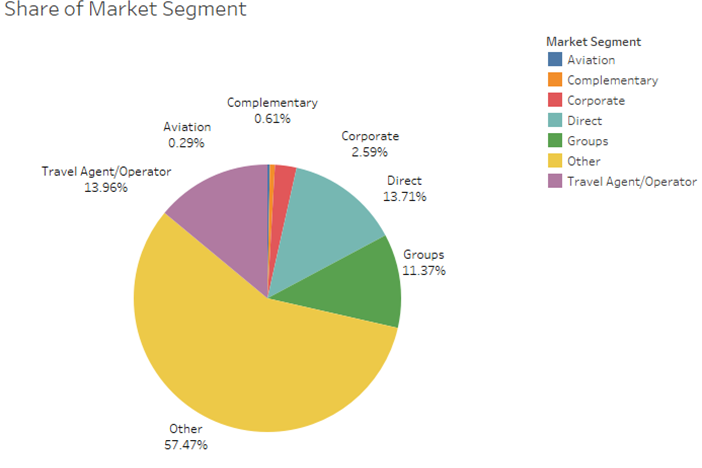 Share of Market Segment
Market Segment
Aviation
Complementary
Corporate
Direct
Groups
Other
Travel Agent/Operator
Complementary
0.61%
Aviation
0.29%
Corporate
2.59%
Travel Agent/Operator
13.96%
Direct
13.71%
Groups
11.37%
Other
57.47%